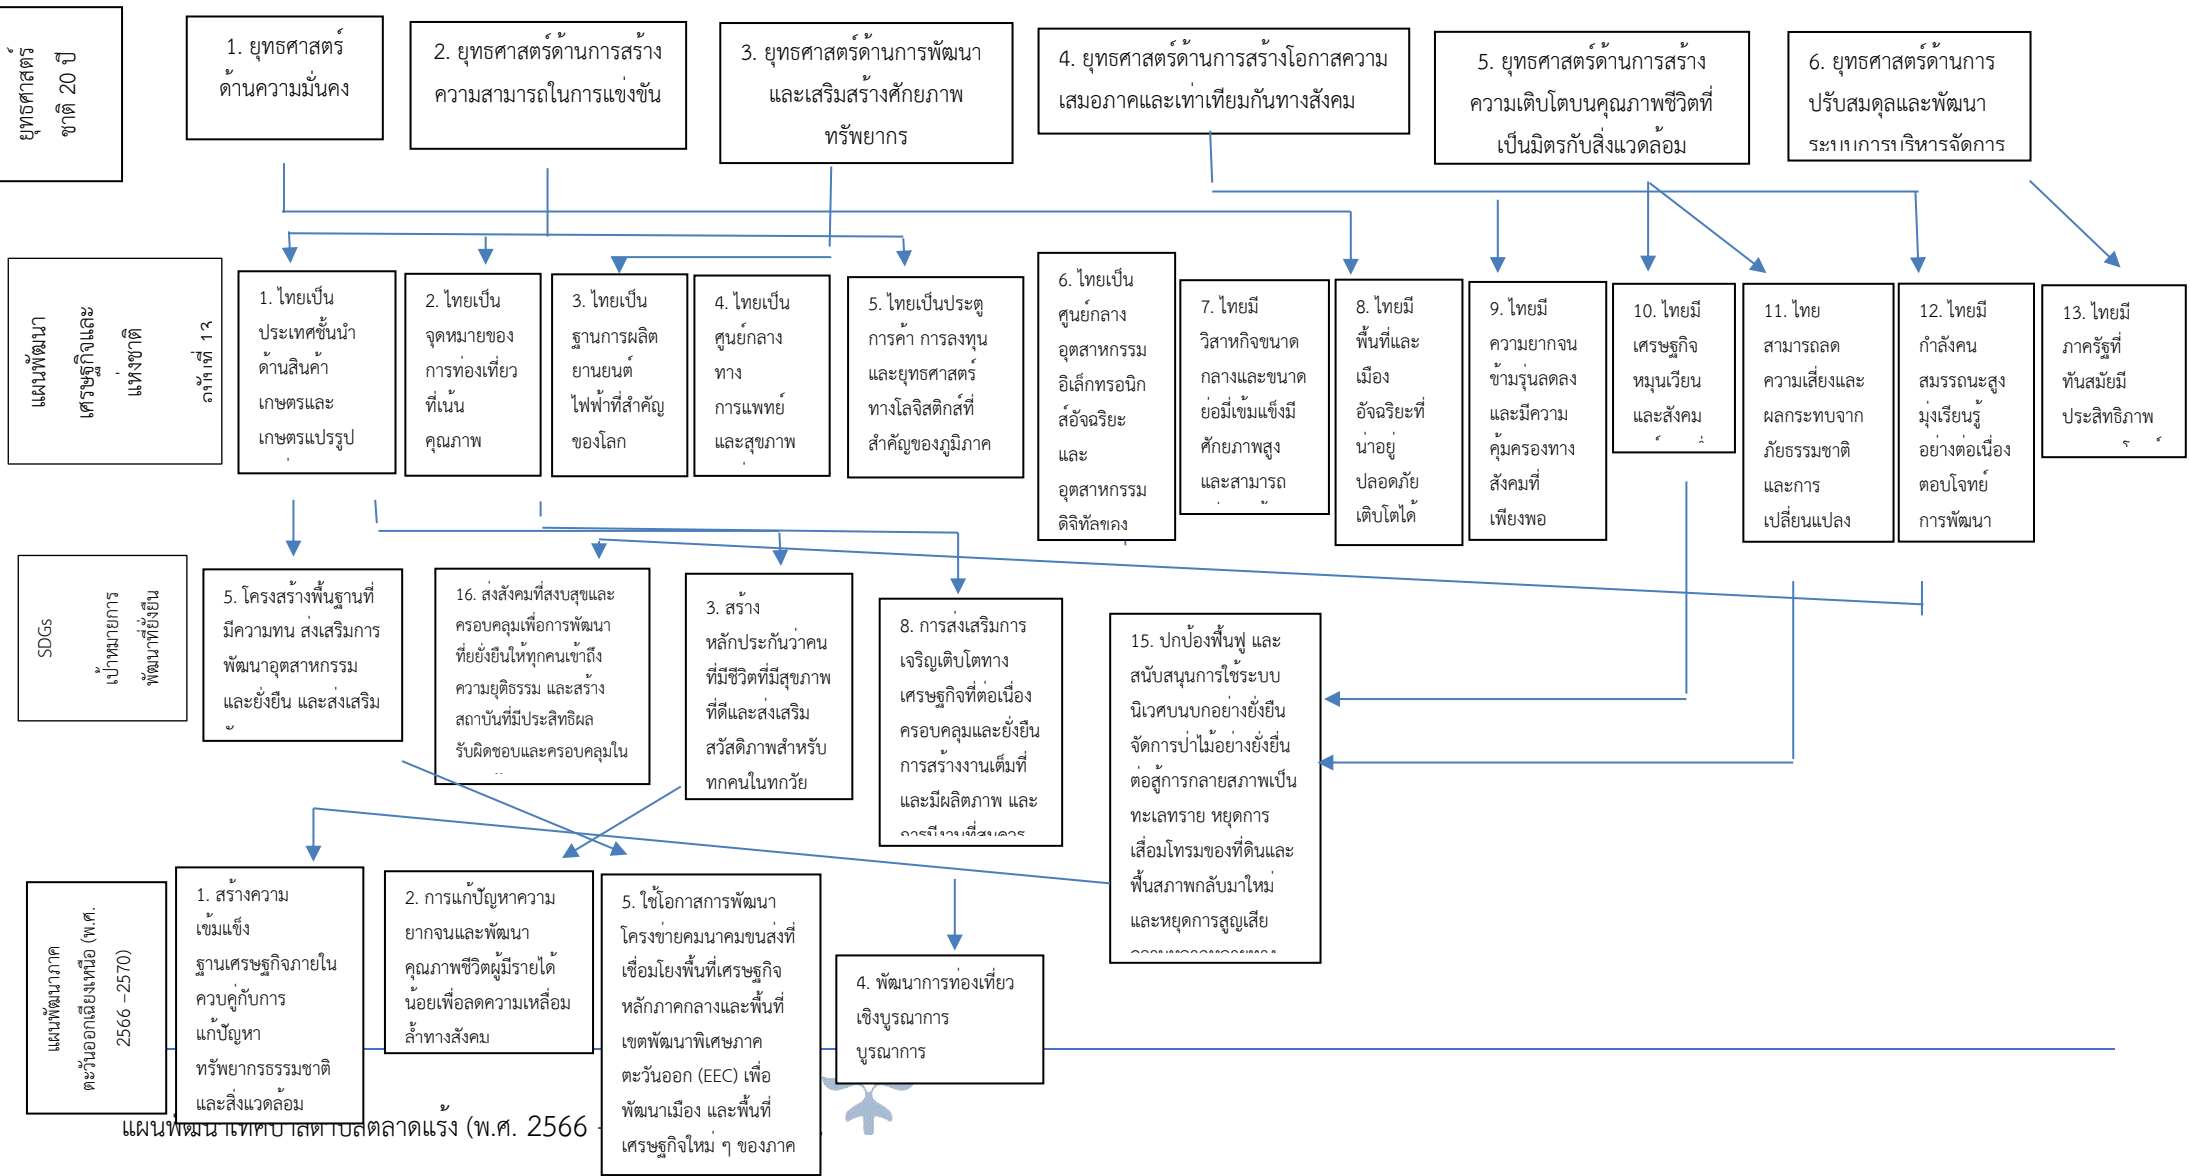 ยุทธศาสตร์
ชาติ 20 ปี
1. ยุทธศาสตร์
ด้านความมั่นคง
2. ยุทธศาสตร์ด้านการสร้าง
ความสามารถในการแข่งขัน
3. ยุทธศาสตร์ด้านการพัฒนา
และเสริมสร้างศักยภาพ
ทรัพยากร
4. ยุทธศาสตร์ด้านการสร้างโอกาสความ
เสมอภาคและเท่าเทียมกันทางสังคม
5. ยุทธศาสตร์ด้านการสร้าง
ความเติบโตบนคุณภาพชีวิตที่
เป็นมิตรกับสิ่งแวดล้อม
6. ยุทธศาสตร์ด้านการ
ปรับสมดุลและพัฒนา
ระบบการบริหารจัดการ
แผนพัฒนา
เศรษฐกิจและ
แห่งชาติ
ฉบับที่ 13
1. ไทยเป็น
ประเทศชั้นนำ
ด้านสินค้า
เกษตรและ
เกษตรแปรรูป
2. ไทยเป็น
จุดหมายของ
การท่องเที่ยว
ที่เน้น
คุณภาพ
3. ไทยเป็น
ฐานการผลิต
ยานยนต์
ไฟฟ้าที่สำคัญ
ของโลก
4. ไทยเป็น
ศูนย์กลาง
ทาง
การแพทย์
และสุขภาพ
5. ไทยเป็นประตู
การค้า การลงทุน
และยุทธศาสตร์
ทางโลจิสติกส์ที่
สำคัญของภูมิภาค
6. ไทยเป็น
ศูนย์กลาง
อุตสาหกรรม
อิเล็กทรอนิก
ส์อัจฉริยะ
และ
อุตสาหกรรม
ดิจิทัลของ
7. ไทยมี
วิสาหกิจขนาด
กลางและขนาด
ย่อมี่เข้มแข็งมี
ศักยภาพสูง
และสามารถ
8. ไทยมี
พื้นที่และ
เมือง
อัจฉริยะที่
น่าอยู่
ปลอดภัย
เติบโตได้
9. ไทยมี
ความยากจน
ข้ามรุ่นลดลง
และมีความ
คุ้มครองทาง
สังคมที่
เพียงพอ
10. ไทยมี
เศรษฐกิจ
หมุนเวียน
และสังคม
11. ไทย
สามารถลด
ความเสี่ยงและ
ผลกระทบจาก
ภัยธรรมชาติ
และการ
เปลี่ยนแปลง
12. ไทยมี
กำลังคน
สมรรถนะสูง
มุ่งเรียนรู้
อย่างต่อเนื่อง
ตอบโจทย์
การพัฒนา
13. ไทยมี
ภาครัฐที่
ทันสมัยมี
ประสิทธิภาพ
SDGs
เป้าหมายการ
พัฒนาที่ยั่งยืน
5. โครงสร้างพื้นฐานที่
มีความทน ส่งเสริมการ
พัฒนาอุตสาหกรรม
และยั่งยืน และส่งเสริม
16. ส่งสังคมที่สงบสุขและ
ครอบคลุมเพื่อการพัฒนา
ที่ยยั่งยืนให้ทุกคนเข้าถึง
ความยุติธรรม และสร้าง
สถาบันที่มีประสิทธิผล
รับผิดชอบและครอบคลุมใน
3. สร้าง
หลักประกันว่าคน
ที่มีชีวิตที่มีสุขภาพ
ที่ดีและส่งเสริม
สวัสดิภาพสำหรับ
ทุกคนในทุกวัย
8. การส่งเสริมการ
เจริญเติบโตทาง
เศรษฐกิจที่ต่อเนื่อง
ครอบคลุมและยั่งยืน
การสร้างงานเต็มที่
และมีผลิตภาพ และ
การมีงานที่สมควร
15. ปกป้องฟื้นฟู และ
สนับสนุนการใช้ระบบ
นิเวศบนบกอย่างยั่งยืน
จัดการป่าไม้อย่างยั่งยื่น
ต่อสู้การกลายสภาพเป็น
ทะเลทราย หยุดการ
เสื่อมโทรมของที่ดินและ
ฟื้นสภาพกลับมาใหม่
และหยุดการสูญเสีย
ความหลากหลายทาง
แผนพัฒนาภาค
ตะวันออกเฉียงเหนือ (พ.ศ.
2566 –2570)
1. สร้างความ
เข้มแข็ง
ฐานเศรษฐกิจภายใน
ควบคู่กับการ
แก้ปัญหา
ทรัพยากรธรรมชาติ
และสิ่งแวดล้อม
2. การแก้ปัญหาความ
ยากจนและพัฒนา
คุณภาพชีวิตผู้มีรายได้
น้อยเพื่อลดความเหลื่อม
ล้ำทางสังคม
5. ใช้โอกาสการพัฒนา
โครงข่ายคมนาคมขนส่งที่
เชื่อมโยงพื้นที่เศรษฐกิจ
หลักภาคกลางและพื้นที่
เขตพัฒนาพิเศษภาค
ตะวันออก (EEC) เพื่อ
พัฒนาเมือง และพื้นที่
เศรษฐกิจใหม่ ๆ ของภาค
4. พัฒนาการท่องเที่ยว
เชิงบูรณาการ
บูรณาการ
แผนพัฒนาเทศบาลตำบลตลาดแร้ง (พ.ศ. 2566